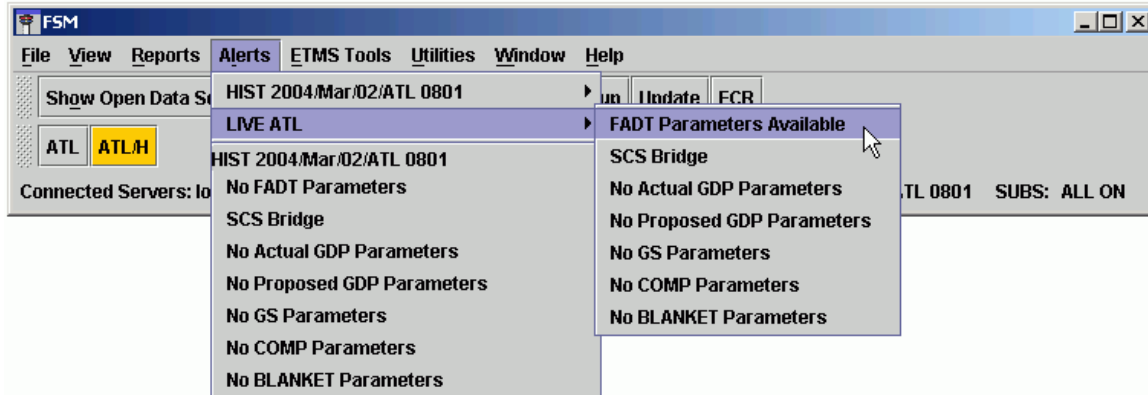 FSM
File View Reports Alerts ETMS Tools Utilities Window Help
Show Open Data
Update ECR
HIST 2004/Mar/02/ATL 0801
LIVE ATL
ATL ATL/H
HIST 2004/Mar/02/ATL 0801
No FADT Parameters
SCS Bridge
No Actual GDP Parameters
No Proposed GDP Parameters
No GS Parameters
No COMP Parameters
No BLANKET Parameters
FADT Parameters Available
SCS Bridge
No Actual GDP Parameters
No Proposed GDP Parameters
No GS Parameters
No COMP Parameters
No BLANKET Parameters
Connected Servers:
TL 0801 SUBS: ALL ON